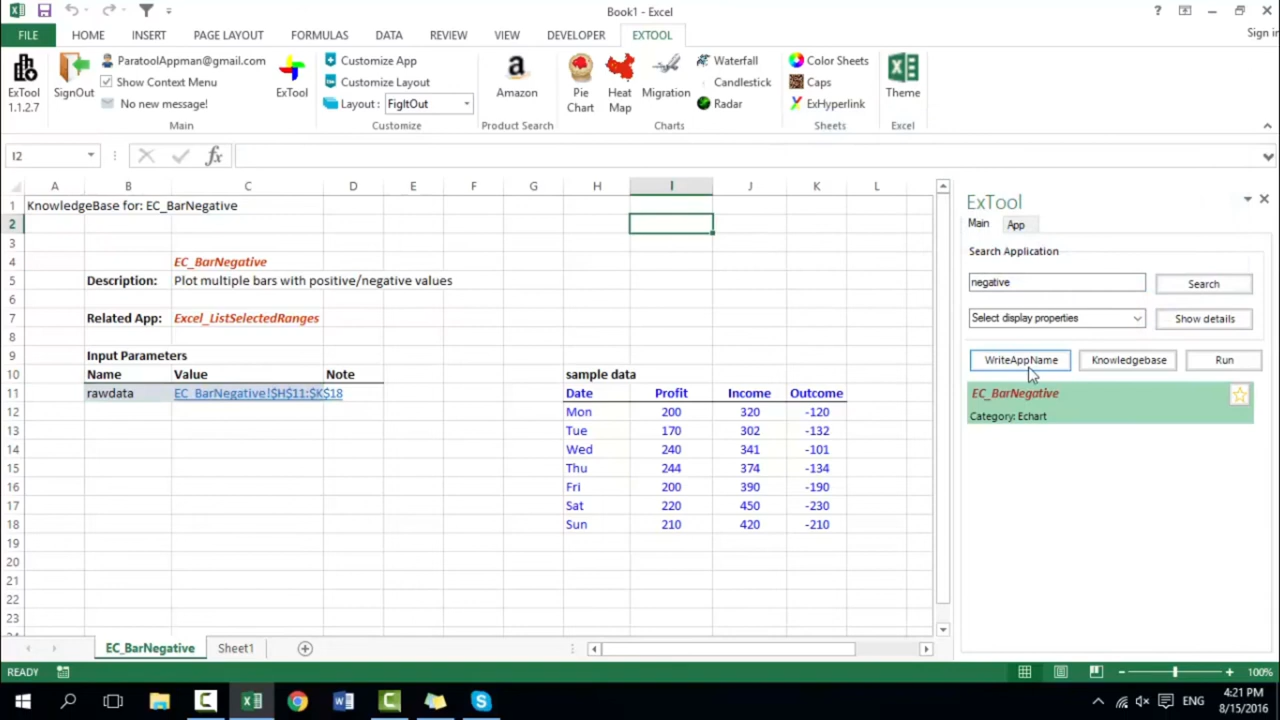 Book1 - Excel
?
FILE HOME INSERT PAGE LAYOUT FORMULAS DATA REVIEW VIEW DEVELOPER EXTOOL
Sign in
ExTool
1.1.2.7
SignOut
ParatoolAppman@gmail.com
Show Context Menu
No new message!
ExTool
Main
Customize App
Customize Layout
Layout : FigItOut
Customize
Amazon
Product Search
Pie
Chart
Heat
Map
Migration
Waterfall
Candlestick
Radar
Charts
Color Sheets
Caps
ExHyperlink
Sheets
Theme
Excel
I2
fx
A B C D E F G H I J K L
1 KnowledgeBase for: EC_BarNegative
2
3
4 EC_BarNegative
5 Description: Plot multiple bars with positive/negative values
6
7 Related App: Excel_ListSelectedRanges
8
9 Input Parameters
10 Name Value Note sample data
11 rawdata EC_BarNegative!$H$11:$K$18 Date Profit Income Outcome
12 Mon 200 320 -120
13 Tue 170 302 -132
14 Wed 240 341 -101
15 Thu 244 374 -134
16 Fri 200 390 -190
17 Sat 220 450 -230
18 Sun 210 420 -210
19
20
21
22
23
ExTool
Main App
Search Application
negative Search
Select display properties Show details
WriteAppName Knowledgebase Run
EC_BarNegative
Category: Echart
EC_BarNegative Sheet1
READY 100%
ENG
4:21 PM
8/15/2016